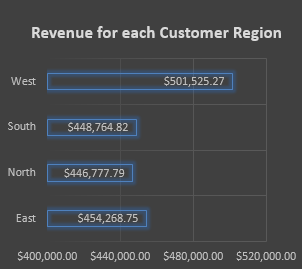 Revenue for each Customer Region
West
$501,525.27
South
$448,764.82
North
$446,777.79
East
$454,268.75
$400,000.00 $440,000.00 $480,000.00 $520,000.00